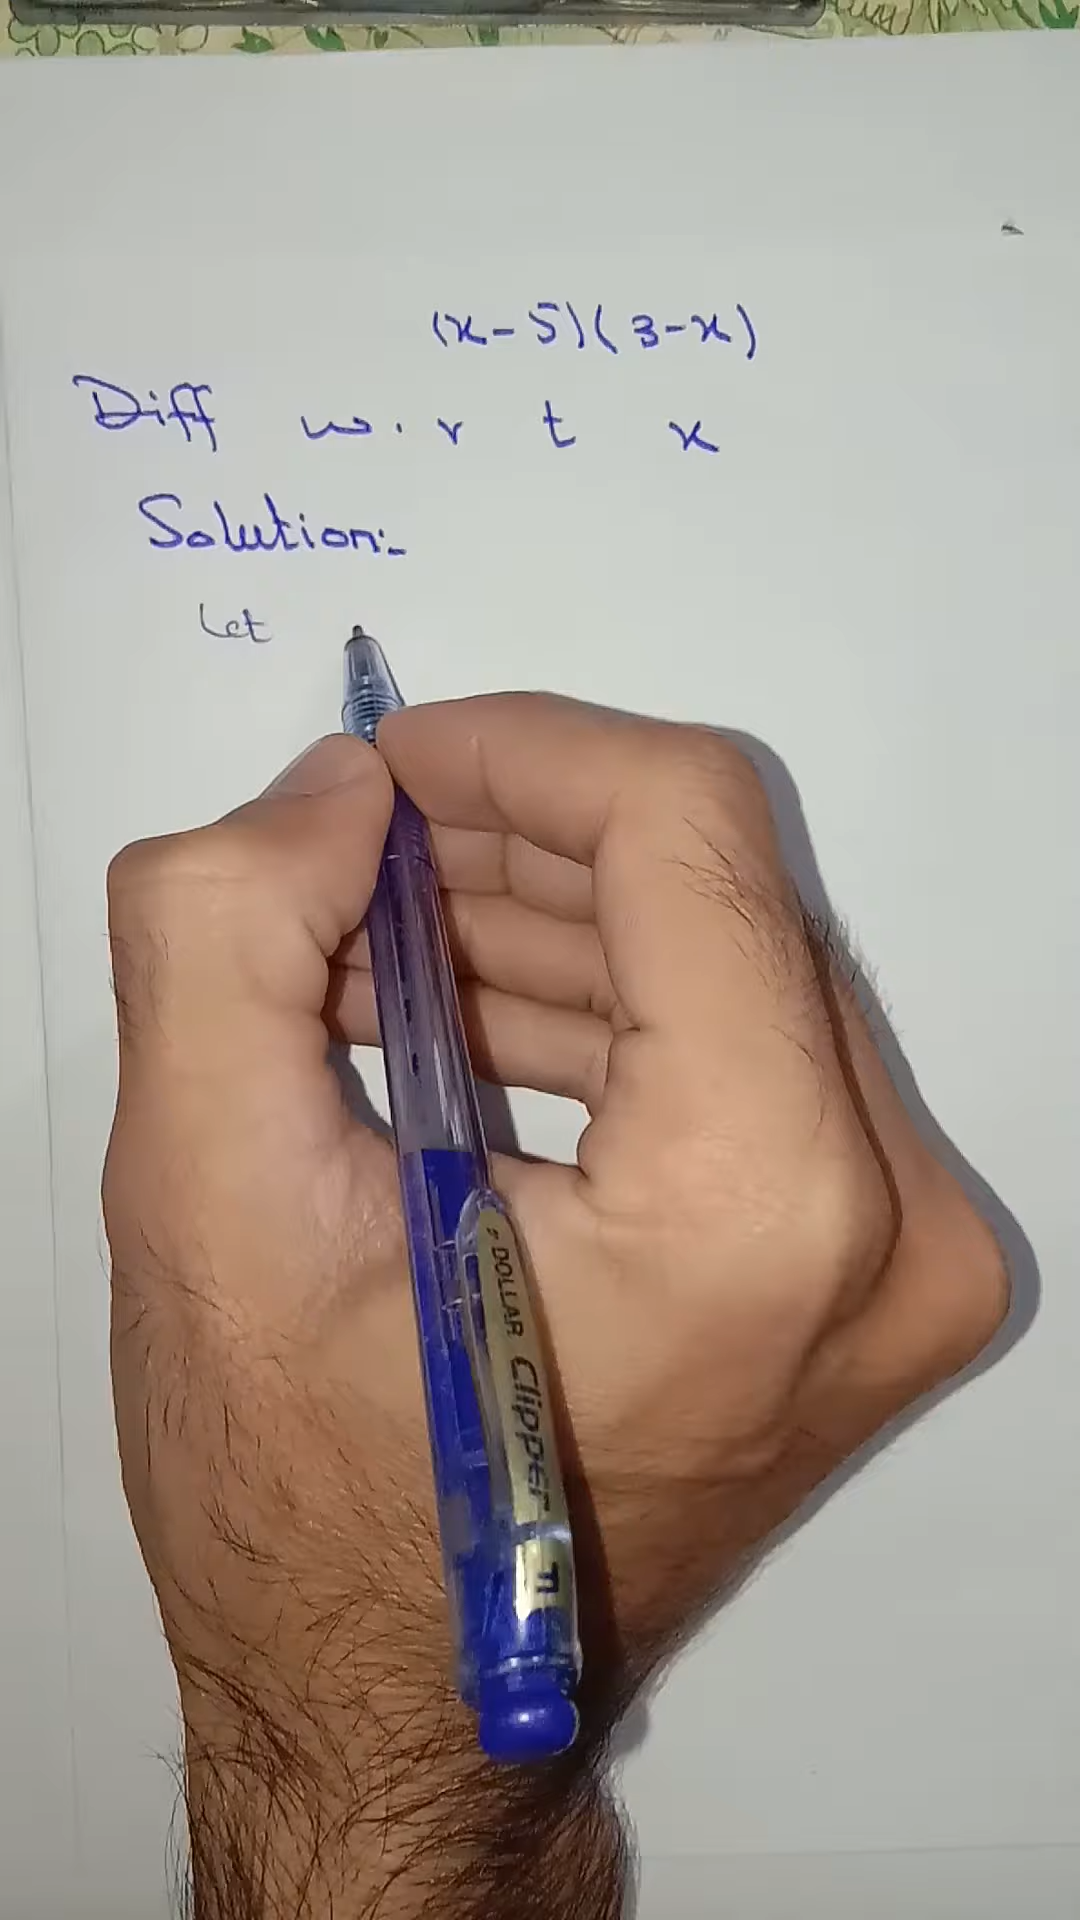 (x-5)(3-x)
Diff w.r t x
Solution:-
Let
DOLLAR Clipper